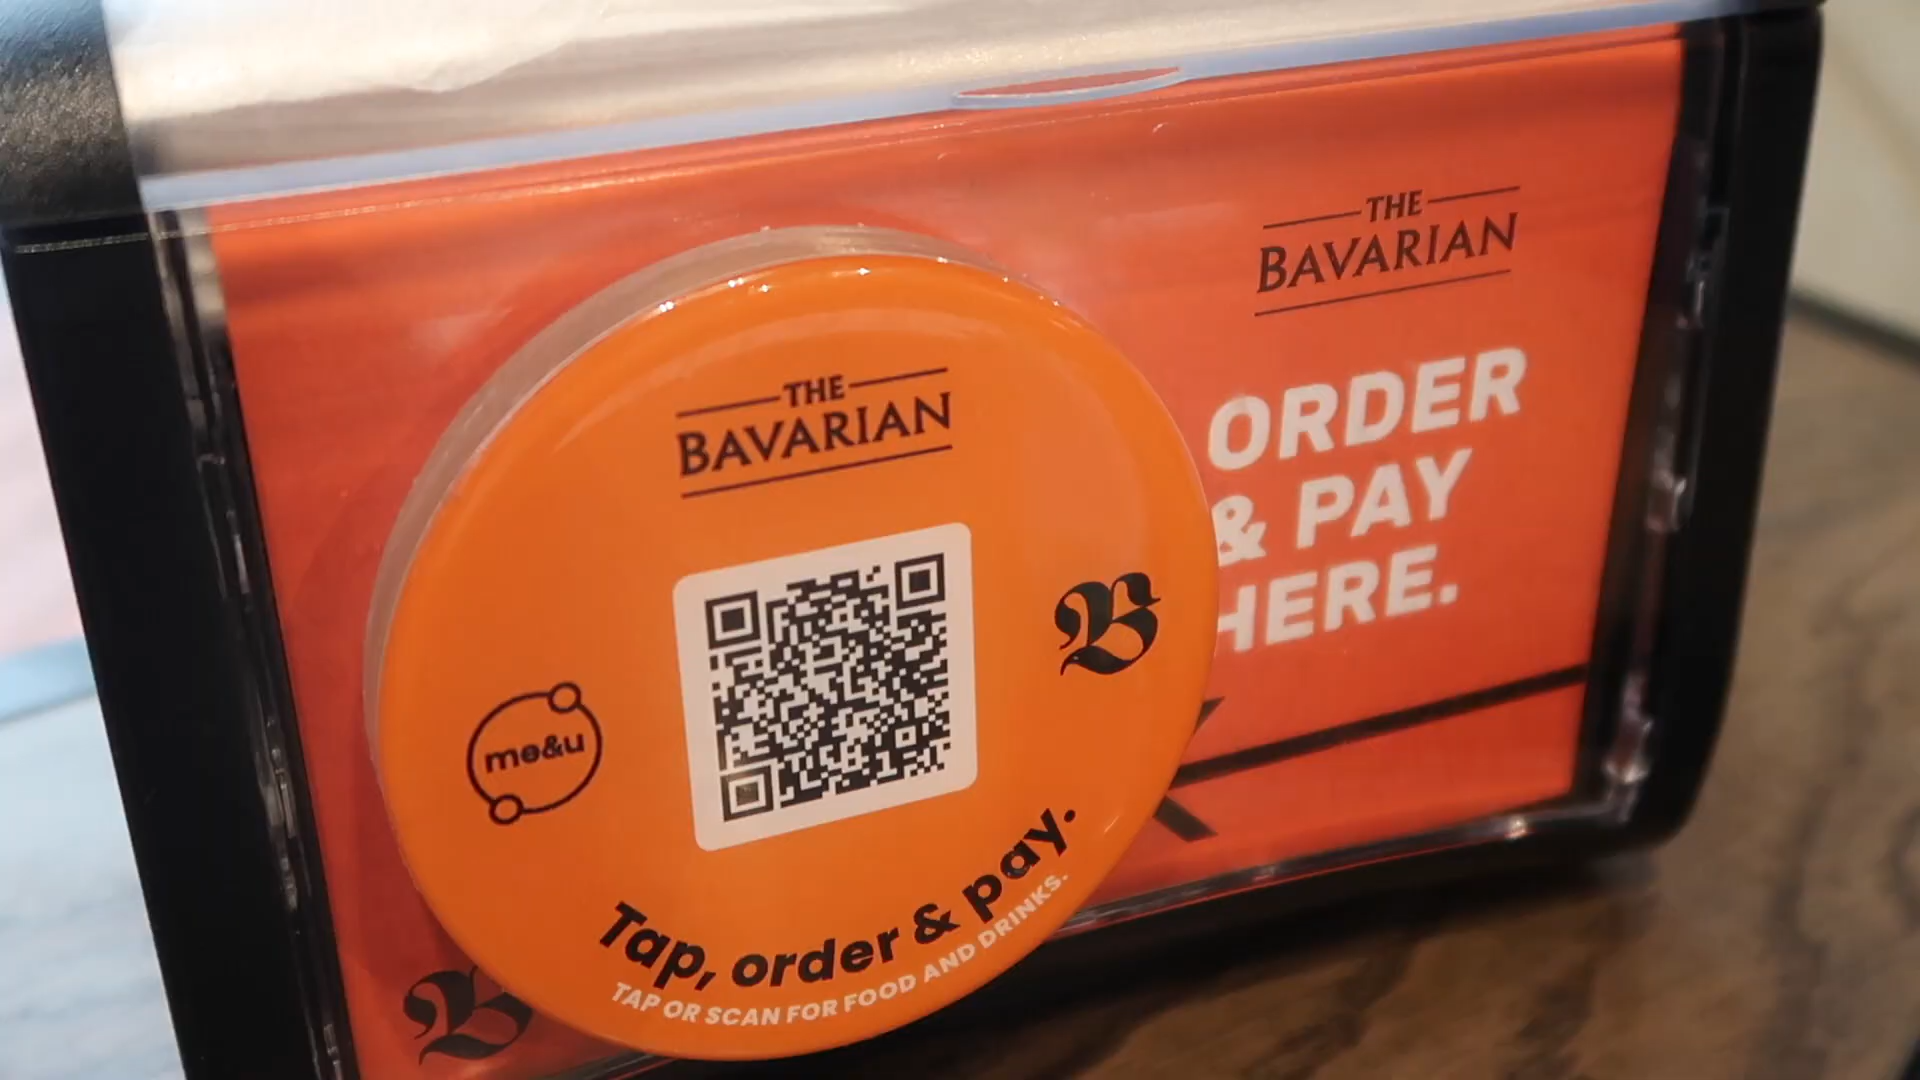 THE
BAVARIAN
ORDER
& PAY
HERE.
THE
BAVARIAN
B
me&u
Tap, order & pay.
TAP OR SCAN FOR FOOD AND DRINKS.
B